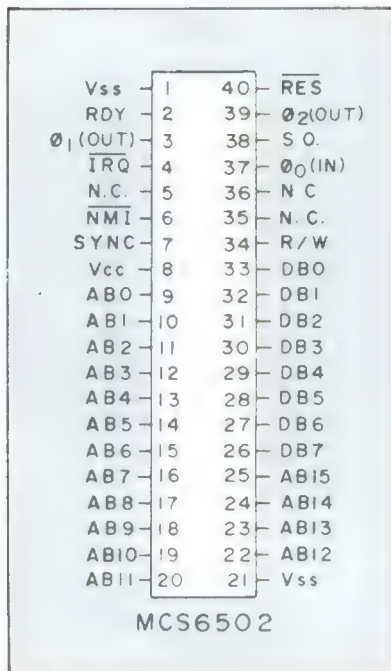 Vss 1 40 R̅E̅S̅
RDY 2 39 Ø₂(OUT)
Ø₁(OUT) 3 38 S O.
I̅R̅Q̅ 4 37 Ø₀(IN)
N.C. 5 36 N C
N̅M̅I̅ 6 35 N.C.
SYNC 7 34 R/W
Vcc 8 33 DB0
AB0 9 32 DB1
AB1 10 31 DB2
AB2 11 30 DB3
AB3 12 29 DB4
AB4 13 28 DB5
AB5 14 27 DB6
AB6 15 26 DB7
AB7 16 25 AB15
AB8 17 24 AB14
AB9 18 23 AB13
AB10 19 22 AB12
AB11 20 21 Vss
MCS6502